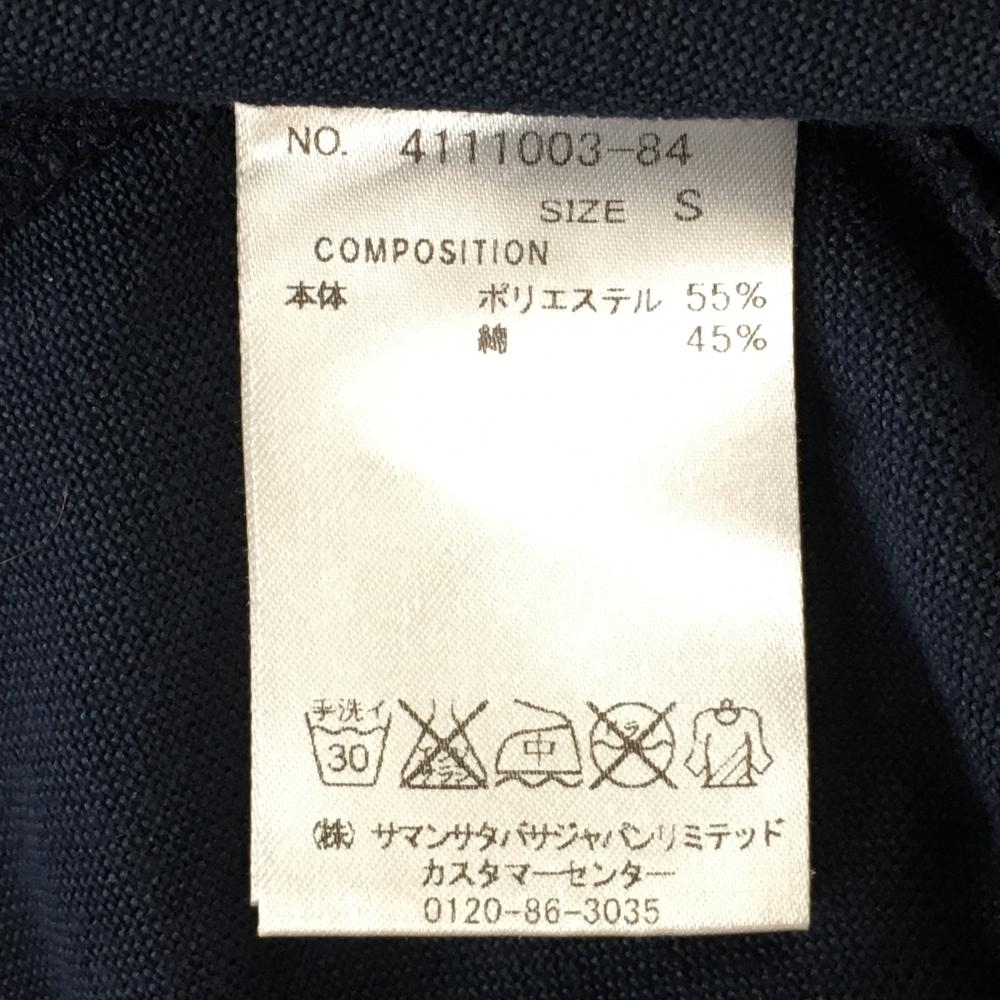 NO. 4111003-84
SIZE S
COMPOSITION
本体 ポリエステル 55%
綿 45%
手洗イ
30
中
(株) サマンサタバサジャパンリミテッド
カスタマーセンター
0120-86-3035